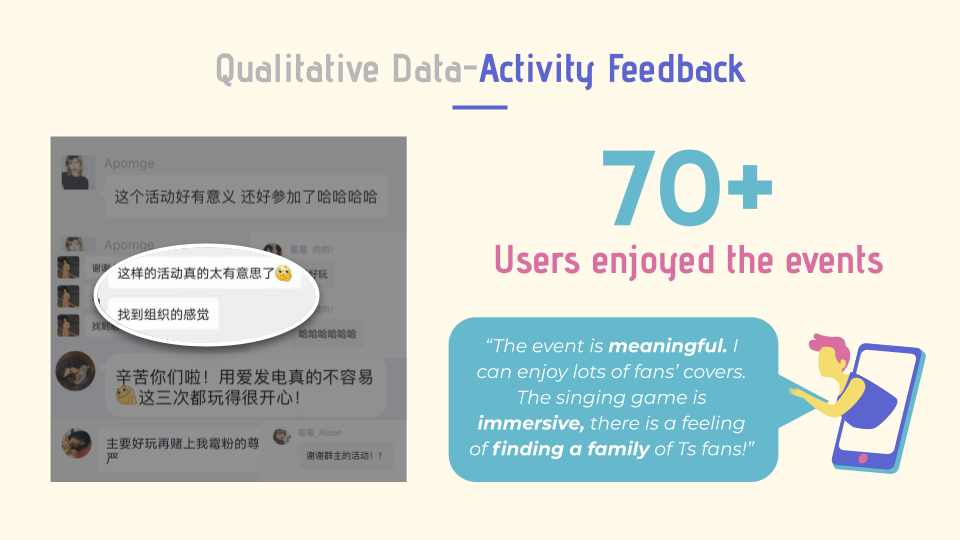 Qualitative Data-Activity Feedback
Apomge
这个活动好有意义 还好参加了哈哈哈哈
Apomge
霉霉 肉肉!
谢谢
好玩
这样的活动真的太有意思了
找到组织的感觉
找到
哈哈哈哈哈哈
辛苦你们啦！用爱发电真的不容易
这三次都玩得很开心！
主要好玩再赌上我霉粉的尊
严
霉霉_Alison
谢谢群主的活动！！
70+
Users enjoyed the events
“The event is meaningful. I
can enjoy lots of fans’ covers.
The singing game is
immersive, there is a feeling
of finding a family of Ts fans!”